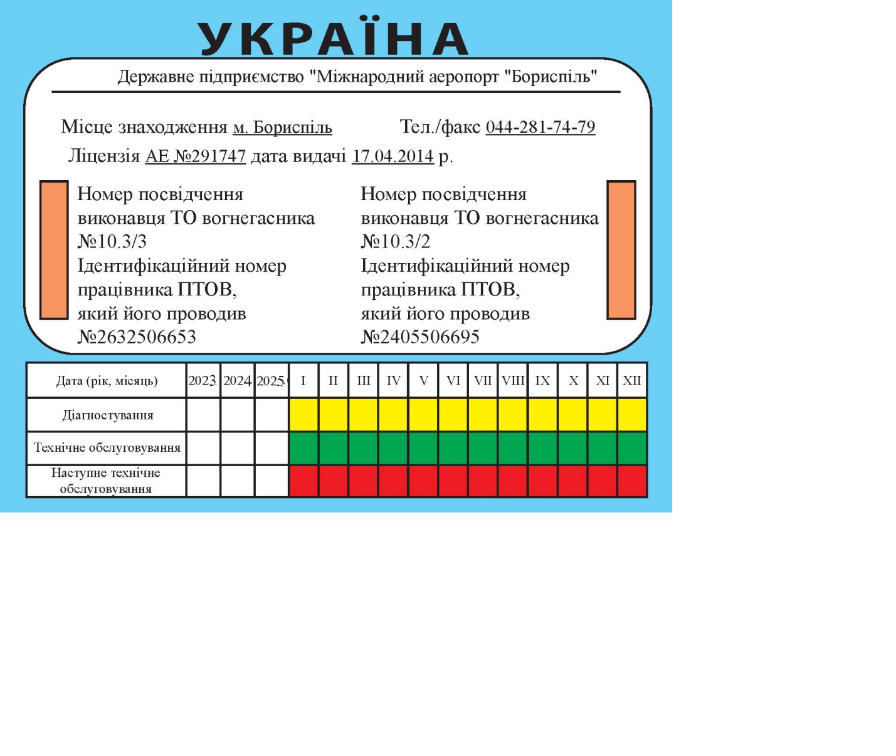 УКРАЇНА
Державне підприємство "Міжнародний аеропорт "Бориспіль"
Місце знаходження м. Бориспіль Тел./факс 044-281-74-79
Ліцензія АЕ №291747 дата видачі 17.04.2014 р.
Номер посвідчення
виконавця ТО вогнегасника
№10.3/3
Ідентифікаційний номер
працівника ПТОВ,
який його проводив
№2632506653
Номер посвідчення
виконавця ТО вогнегасника
№10.3/2
Ідентифікаційний номер
працівника ПТОВ,
який його проводив
№2405506695
Дата (рік, місяць) 2023 2024 2025 I II III IV V VI VII VIII IX X XI XII
Діагностування
Технічне обслуговування
Наступне технічне
обслуговування